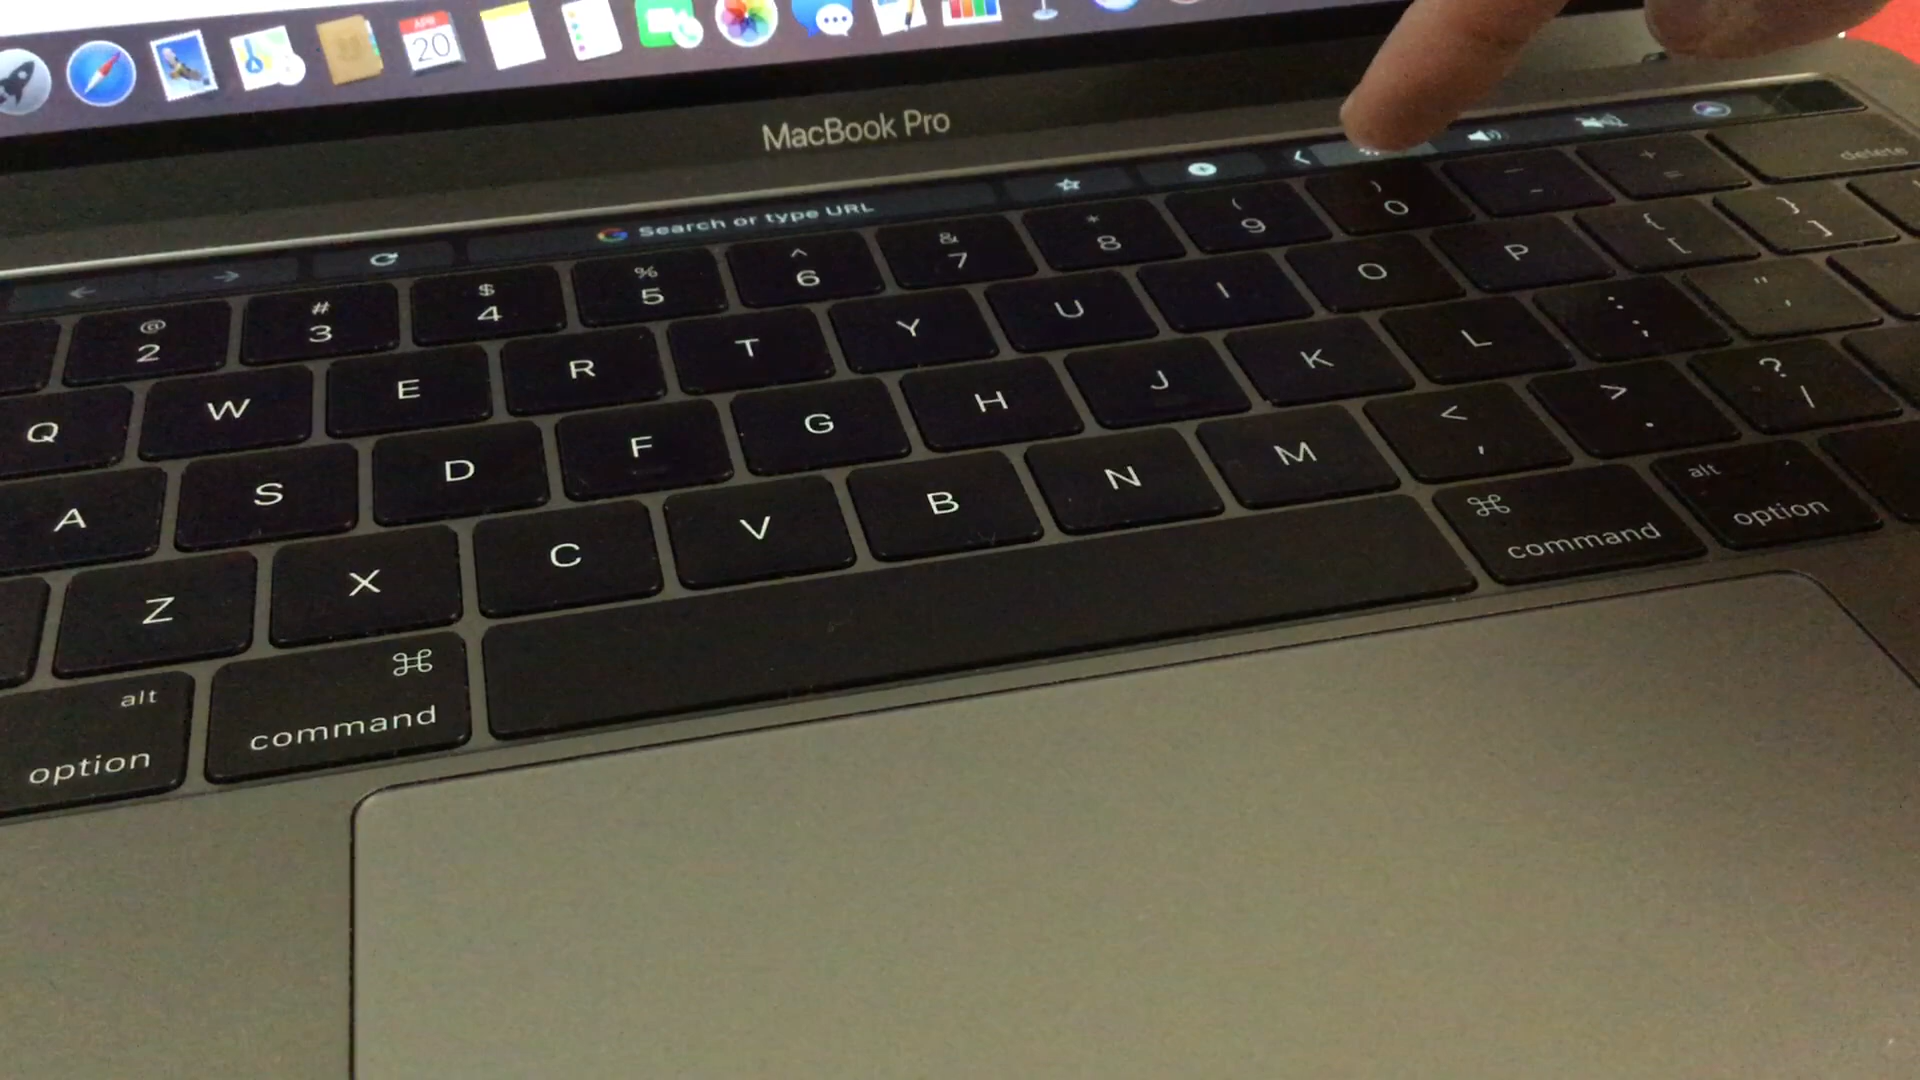 APR
20
MacBook Pro
Search or type URL
@ # $ % ^ & * ( ) _ +
2 3 4 5 6 7 8 9 0 - =
delete
Q W E R T Y U I O P { [ } ]
A S D F G H J K L : ; " '
Z X C V B N M < , > . ? /
alt
option
⌘
command
⌘
command
alt
option